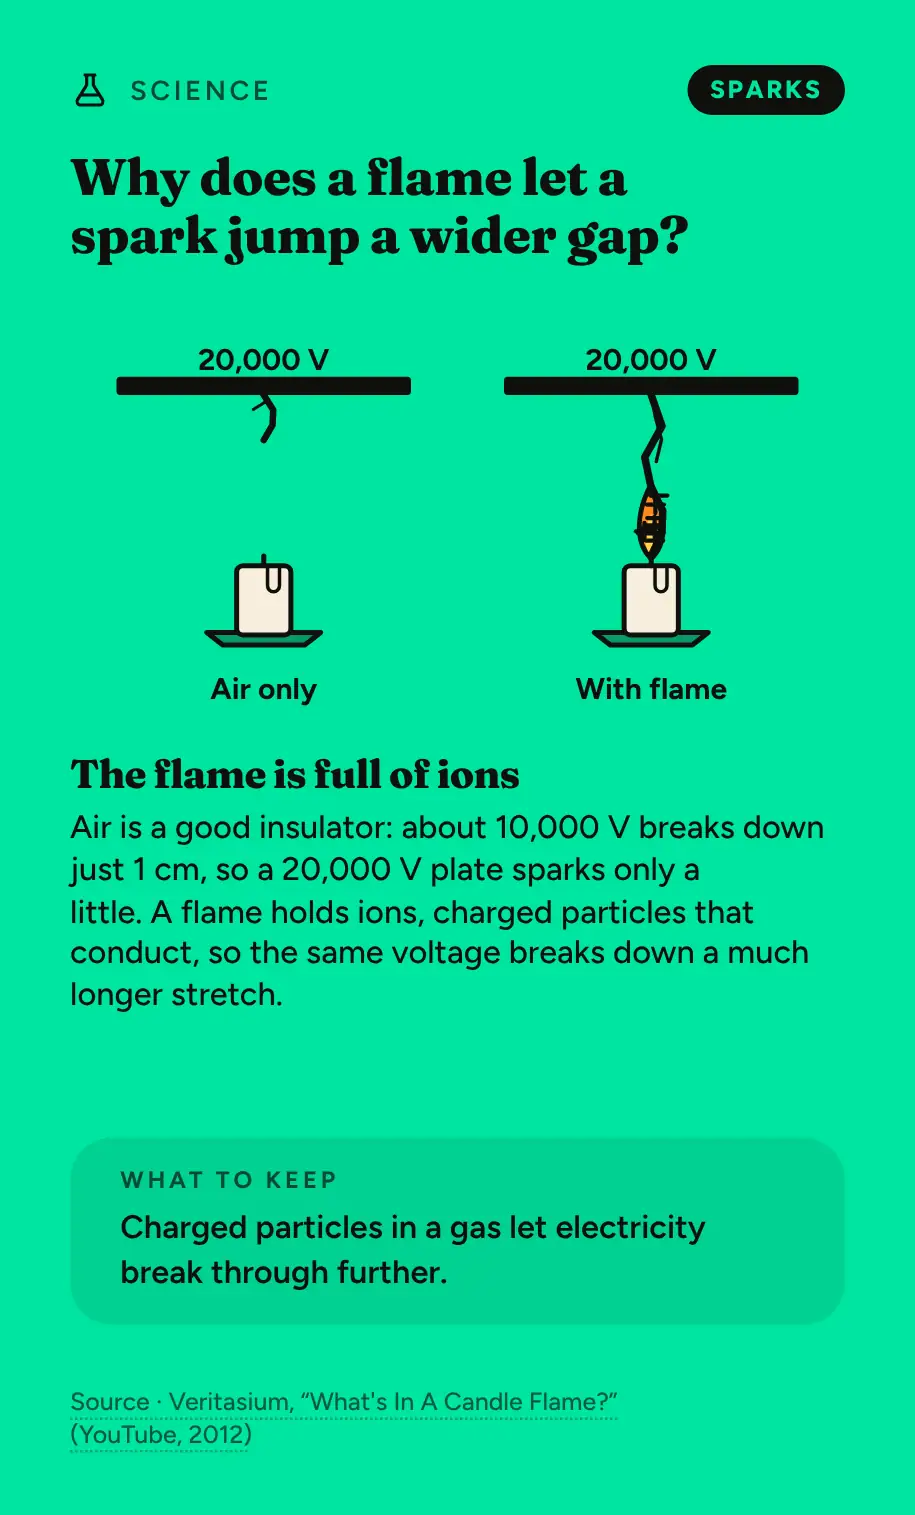 SCIENCE
SPARKS
Why does a flame let a
spark jump a wider gap?
20,000 V
20,000 V
Air only
With flame
The flame is full of ions
Air is a good insulator: about 10,000 V breaks down
just 1 cm, so a 20,000 V plate sparks only a
little. A flame holds ions, charged particles that
conduct, so the same voltage breaks down a much
longer stretch.
WHAT TO KEEP
Charged particles in a gas let electricity
break through further.
Source · Veritasium, “What's In A Candle Flame?”
(YouTube, 2012)